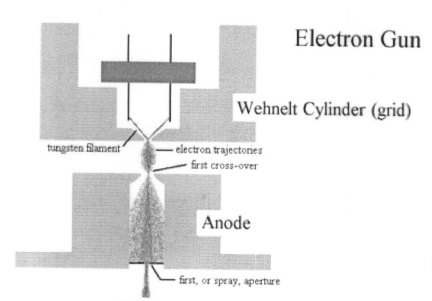 Electron Gun
Wehnelt Cylinder (grid)
tungsten filament
electron trajectories
first cross-over
Anode
first, or spray, aperture